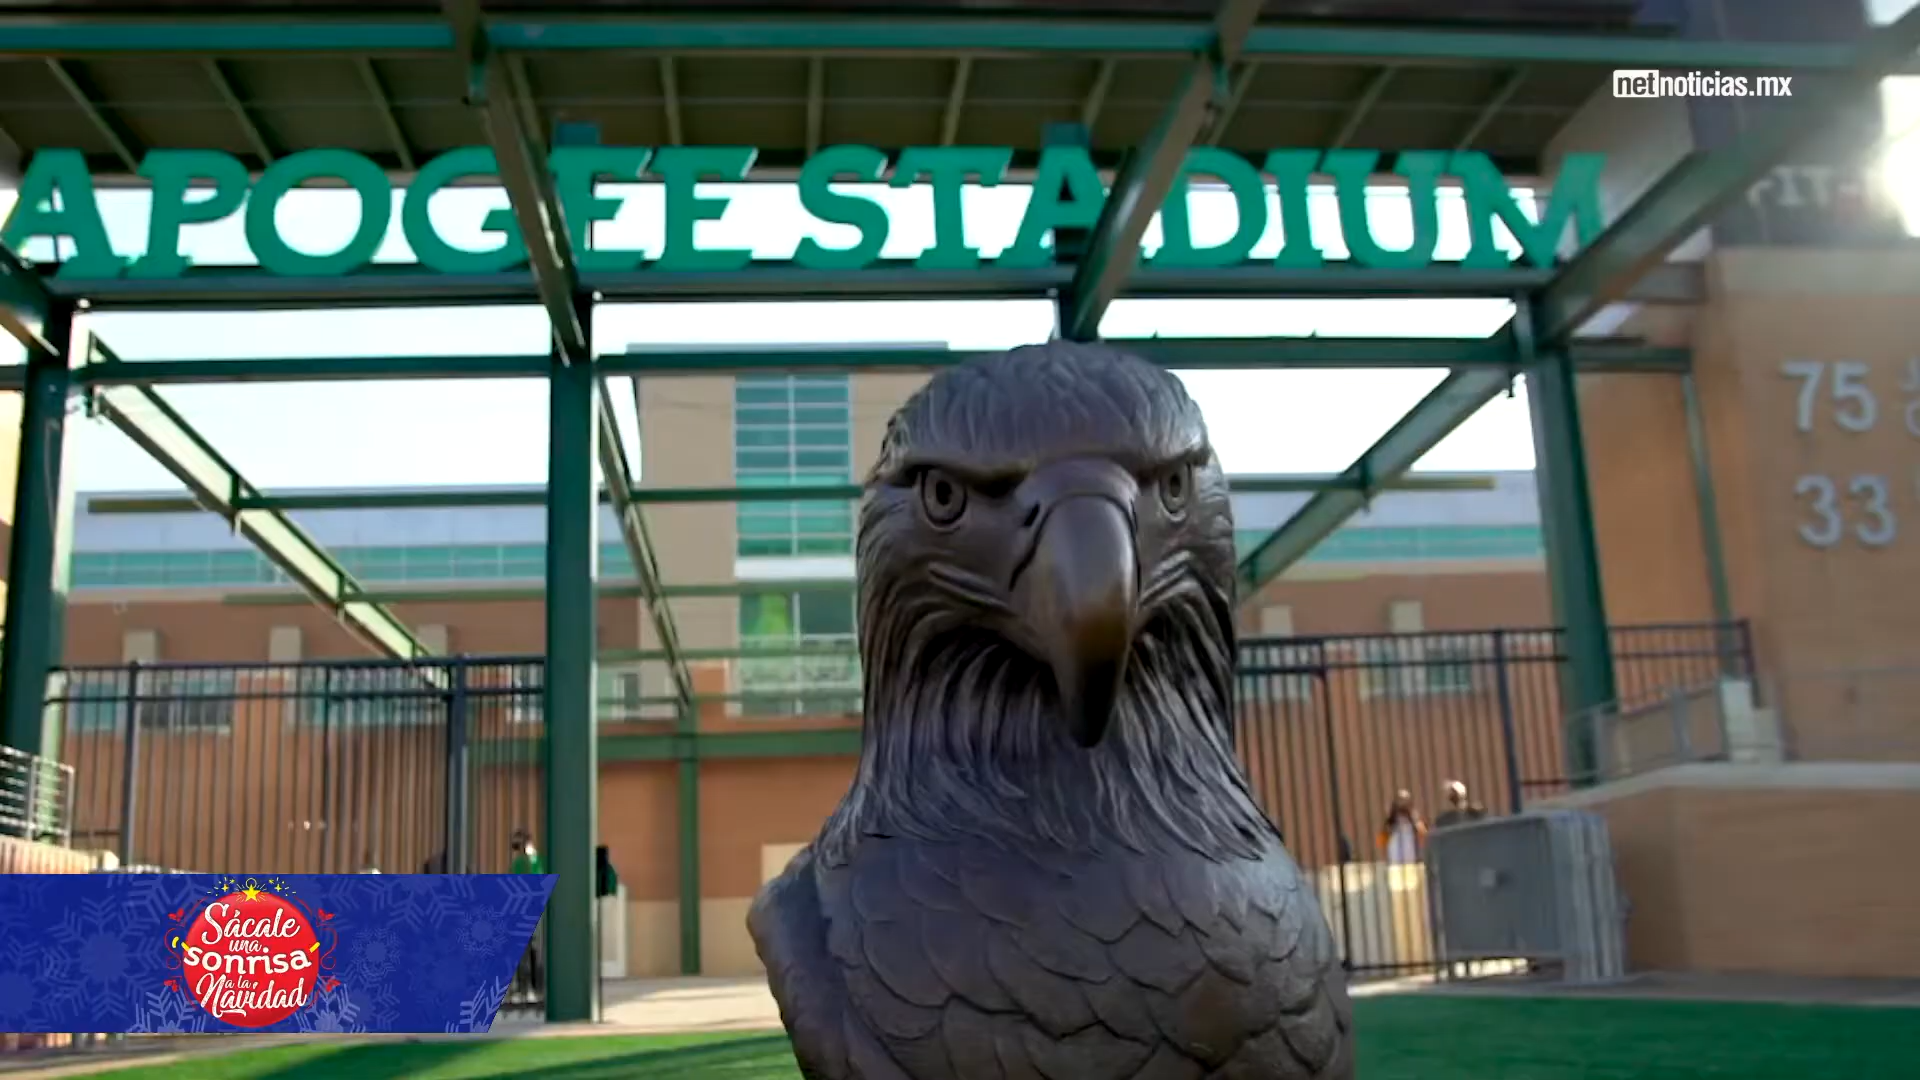 netnoticias.mx
APOGEE STADIUM
75
33
Sácale
una
sonrisa
a la
Navidad